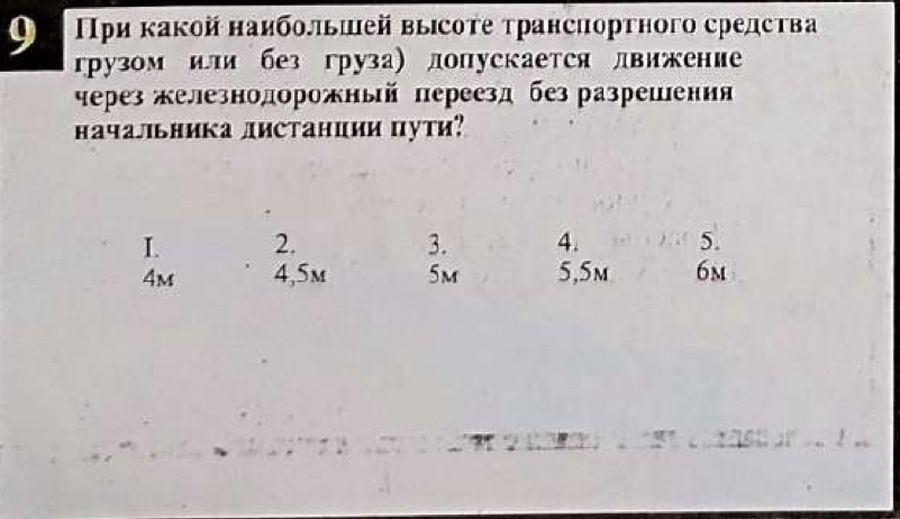 9
При какой наибольшей высоте транспортного средства
грузом или без груза) допускается движение
через железнодорожный переезд без разрешения
начальника дистанции пути?
I. 2. 3. 4. 5.
4м 4,5м 5м 5,5м 6м